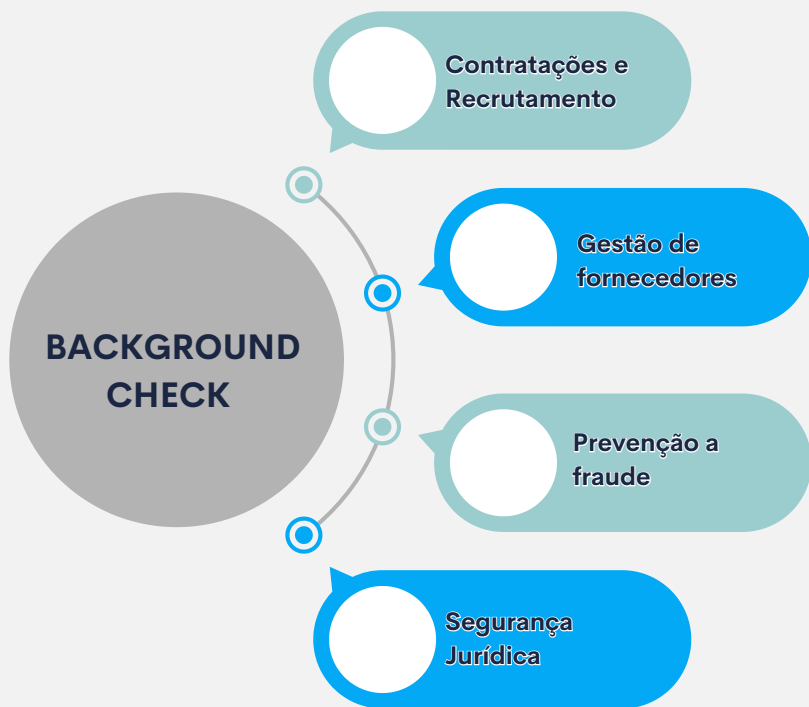 Contratações e
Recrutamento
Gestão de
fornecedores
BACKGROUND
CHECK
Prevenção a
fraude
Segurança
Jurídica